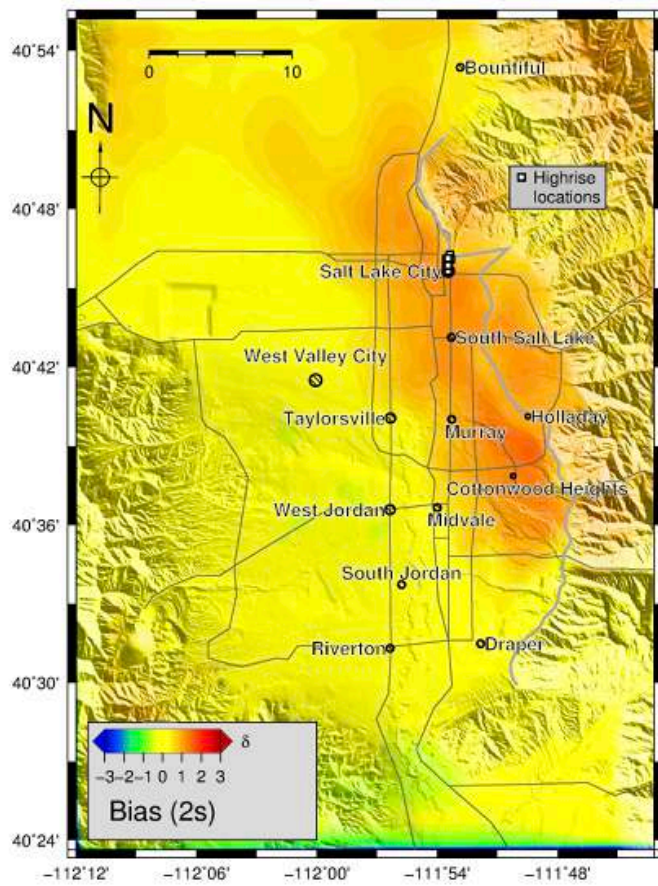 40˚54'
0
10
Bountiful
N
Highrise
locations
40˚48'
Salt Lake City
40˚42'
South Salt Lake
West Valley City
Taylorsville
Murray
Holladay
Cottonwood Heights
40˚36'
West Jordan
Midvale
South Jordan
Riverton
Draper
40˚30'
δ
−3−2−1 0 1 2 3
Bias (2s)
40˚24'
−112˚12' −112˚06' −112˚00' −111˚54' −111˚48'